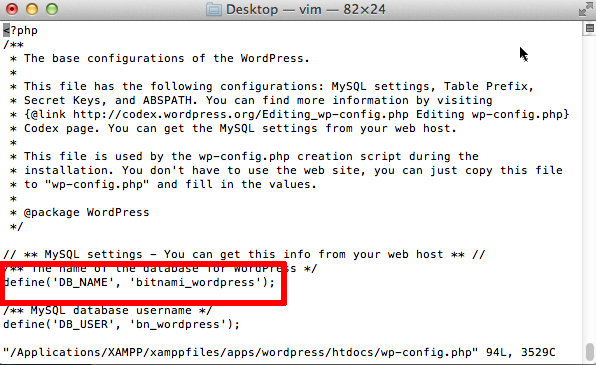 Desktop — vim — 82×24
<?php
/**
 * The base configurations of the WordPress.
 *
 * This file has the following configurations: MySQL settings, Table Prefix,
 * Secret Keys, and ABSPATH. You can find more information by visiting
 * {@link http://codex.wordpress.org/Editing_wp-config.php Editing wp-config.php}
 * Codex page. You can get the MySQL settings from your web host.
 *
 * This file is used by the wp-config.php creation script during the
 * installation. You don't have to use the web site, you can just copy this file
 * to "wp-config.php" and fill in the values.
 *
 * @package WordPress
 */
// ** MySQL settings - You can get this info from your web host ** //
/** The name of the database for WordPress */
define('DB_NAME', 'bitnami_wordpress');
/** MySQL database username */
define('DB_USER', 'bn_wordpress');
"/Applications/XAMPP/xamppfiles/apps/wordpress/htdocs/wp-config.php" 94L, 3529C